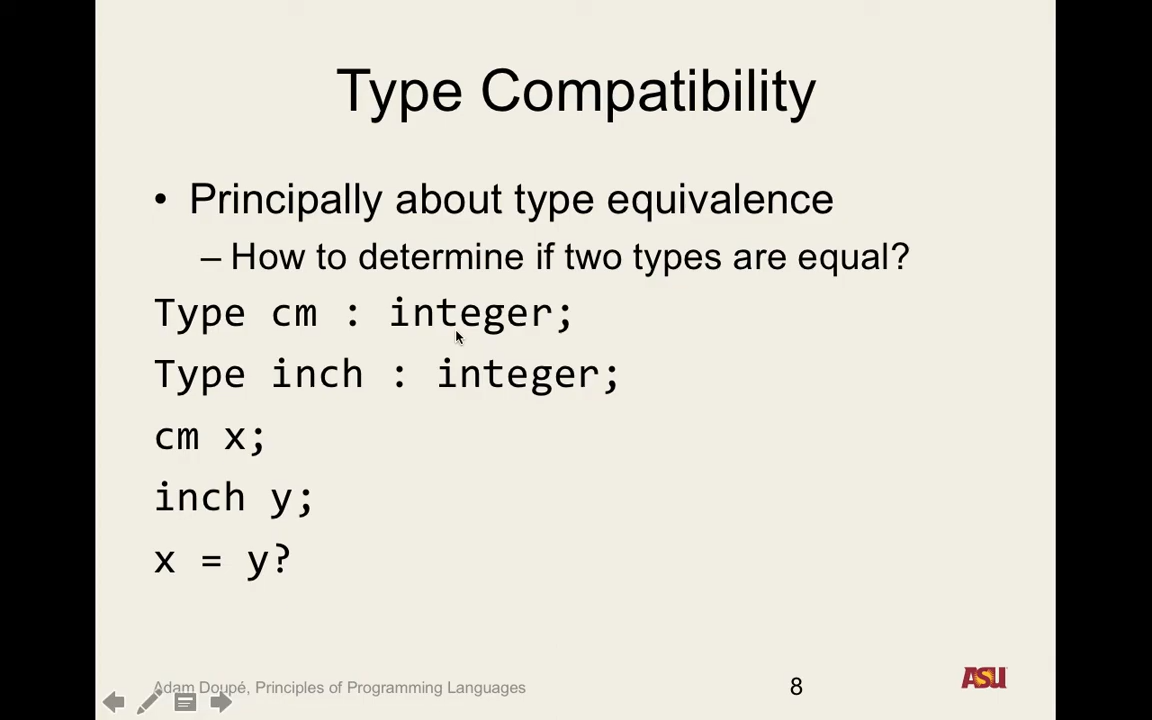 Type Compatibility
• Principally about type equivalence
– How to determine if two types are equal?
Type cm : integer;
Type inch : integer;
cm x;
inch y;
x = y?
Adam Doupé, Principles of Programming Languages
8
ASU